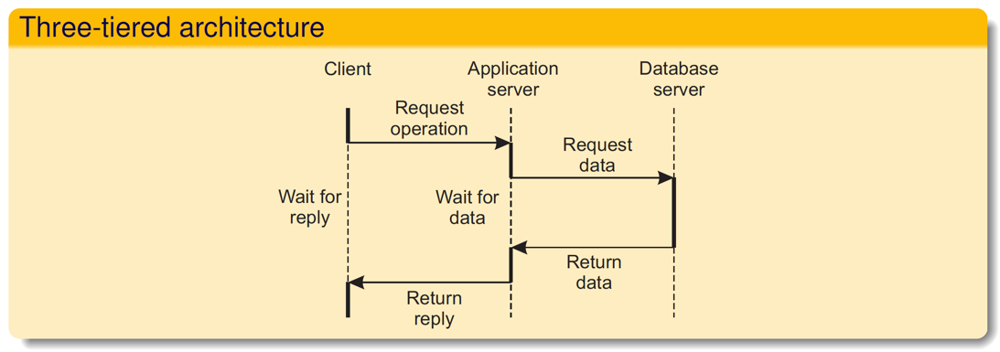 Three-tiered architecture
Client
Application
server
Database
server
Request
operation
Request
data
Wait for
reply
Wait for
data
Return
data
Return
reply